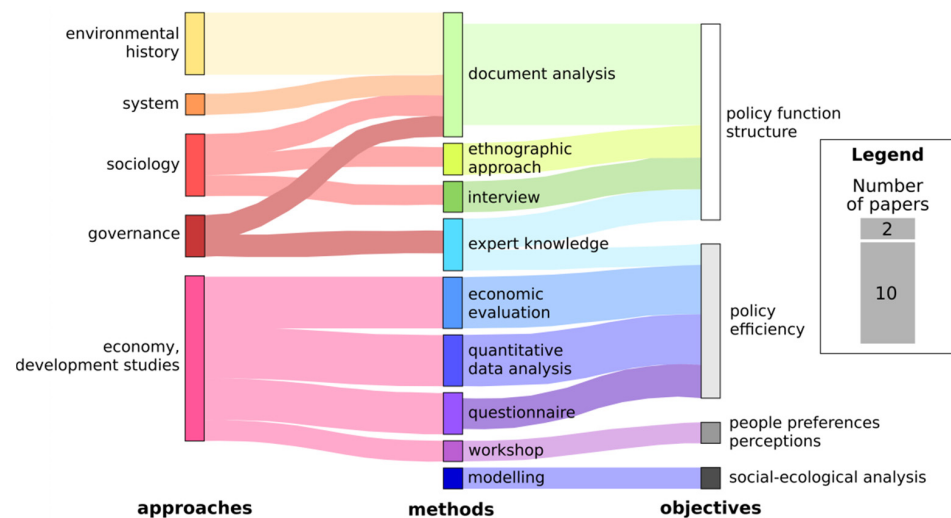 environmental
history
system
sociology
governance
economy,
development studies
document analysis
ethnographic
approach
interview
expert knowledge
economic
evaluation
quantitative
data analysis
questionnaire
workshop
modelling
policy function
structure
policy
efficiency
people preferences
perceptions
social-ecological analysis
Legend
Number
of papers
2
10
approaches
methods
objectives